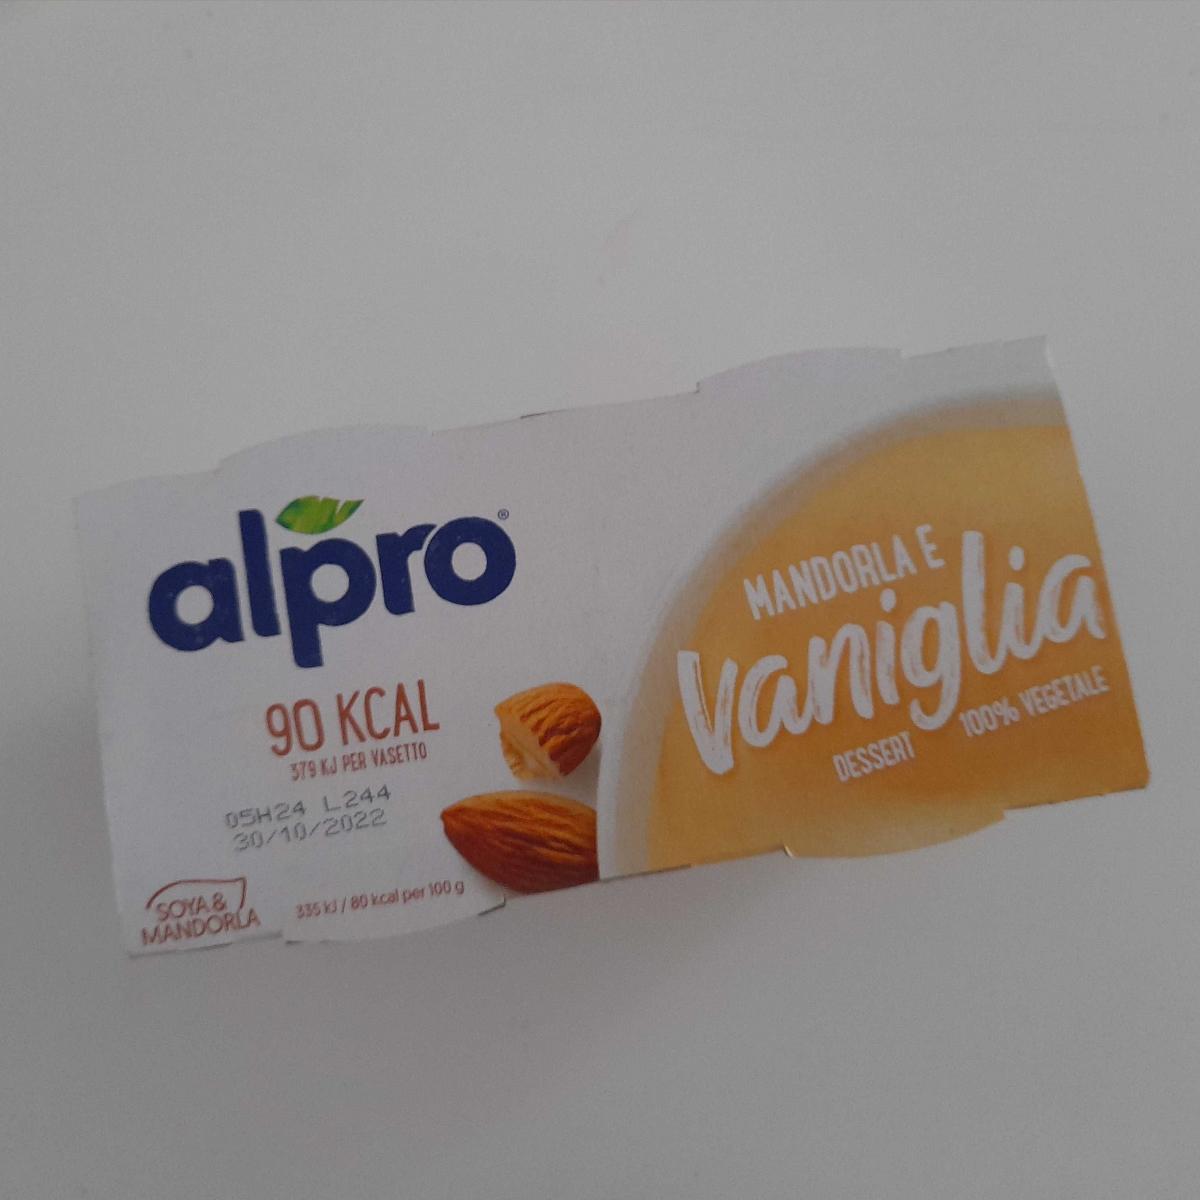 alpro®
90 KCAL
379 KJ PER VASETTO
05H24 L244
30/10/2022
SOYA &
MANDORLA
335 kJ / 80 kcal per 100 g
MANDORLA E
vaniglia
DESSERT 100% VEGETALE